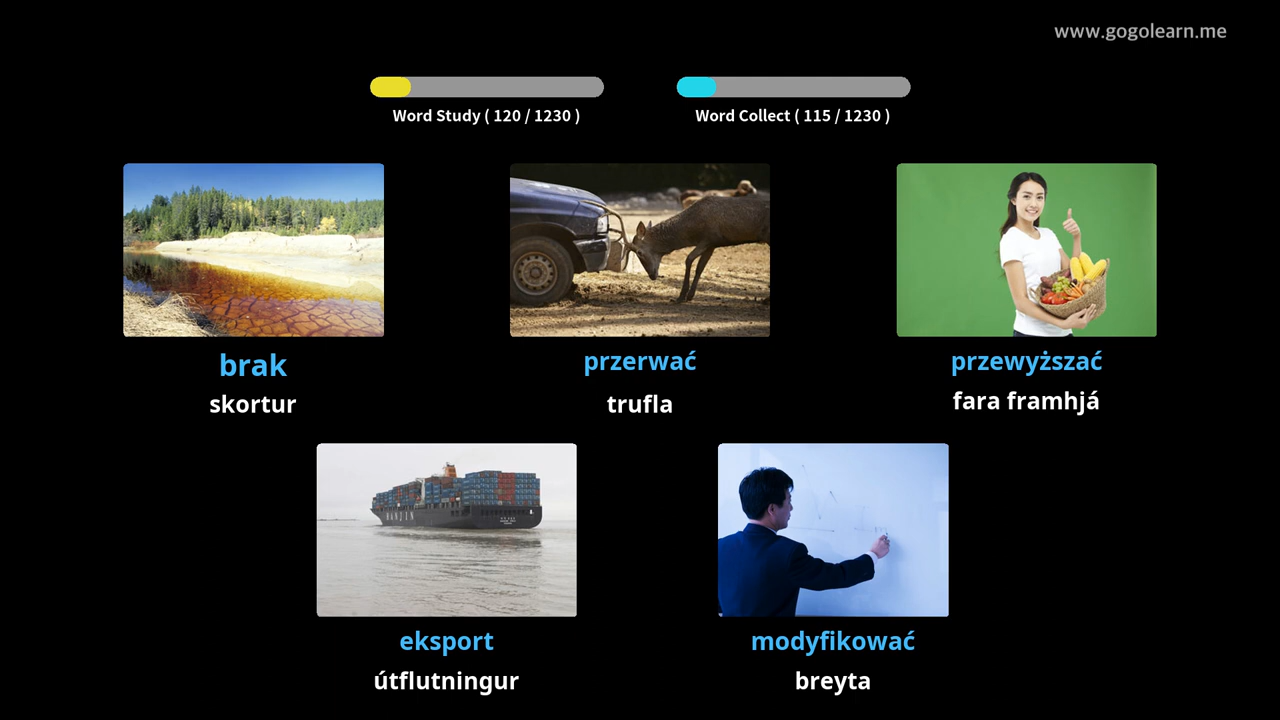 www.gogolearn.me
Word Study ( 120 / 1230 )
Word Collect ( 115 / 1230 )
brak
skortur
przerwać
trufla
przewyższać
fara framhjá
HANJIN
eksport
útflutningur
modyfikować
breyta